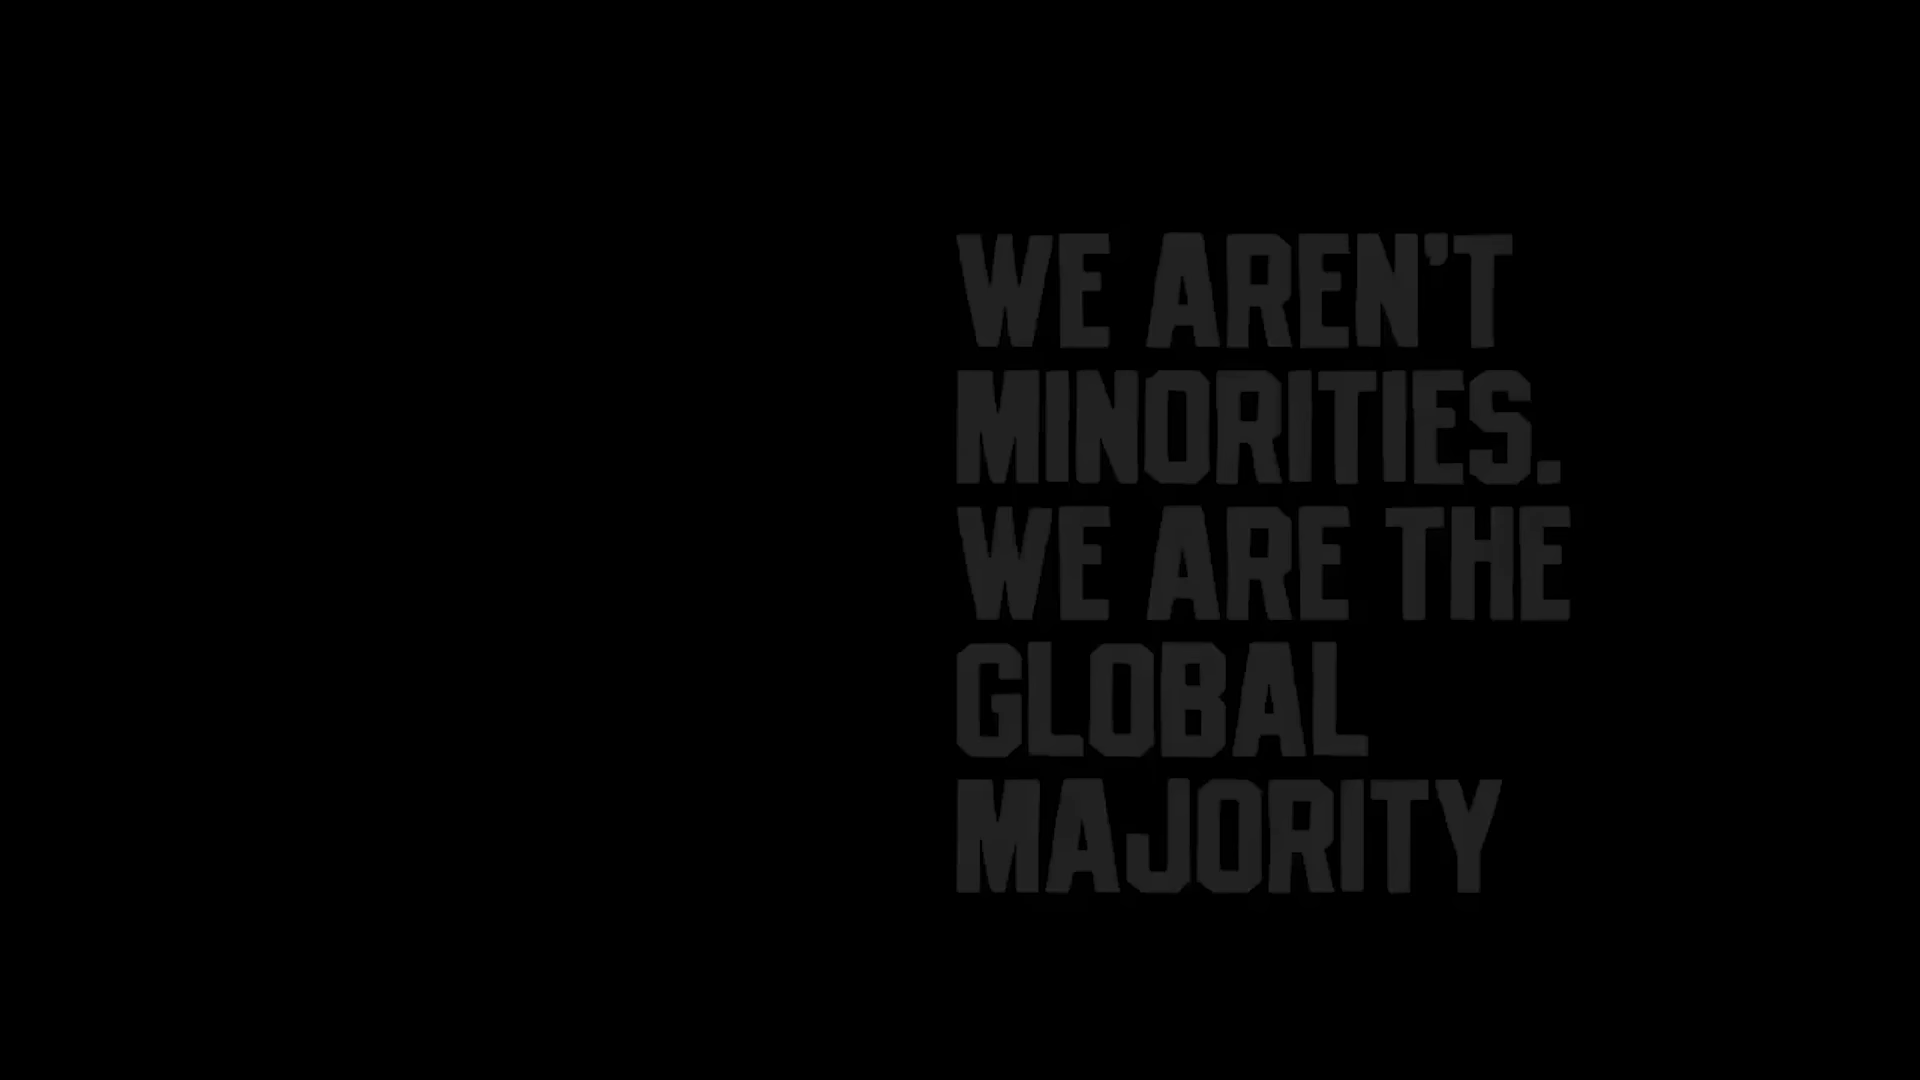 WE AREN'T
MINORITIES.
WE ARE THE
GLOBAL
MAJORITY